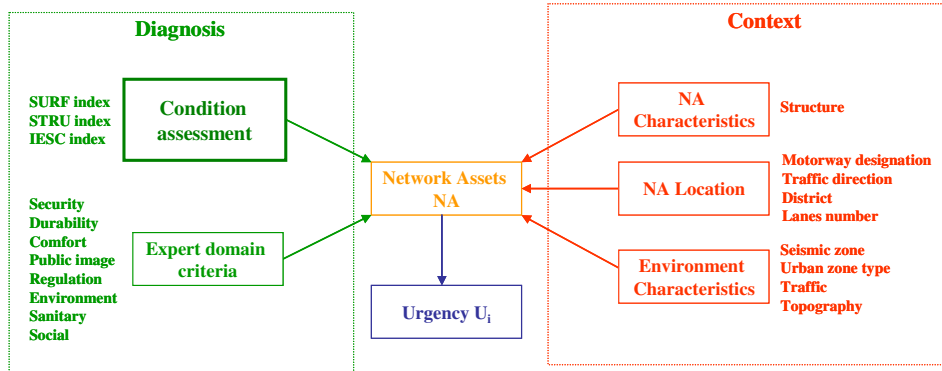 Diagnosis
SURF index
STRU index
IESC index
Condition
assessment
Security
Durability
Comfort
Public image
Regulation
Environment
Sanitary
Social
Expert domain
criteria
Network Assets
NA
Urgency Ui
Context
NA
Characteristics
Structure
NA Location
Motorway designation
Traffic direction
District
Lanes number
Environment
Characteristics
Seismic zone
Urban zone type
Traffic
Topography